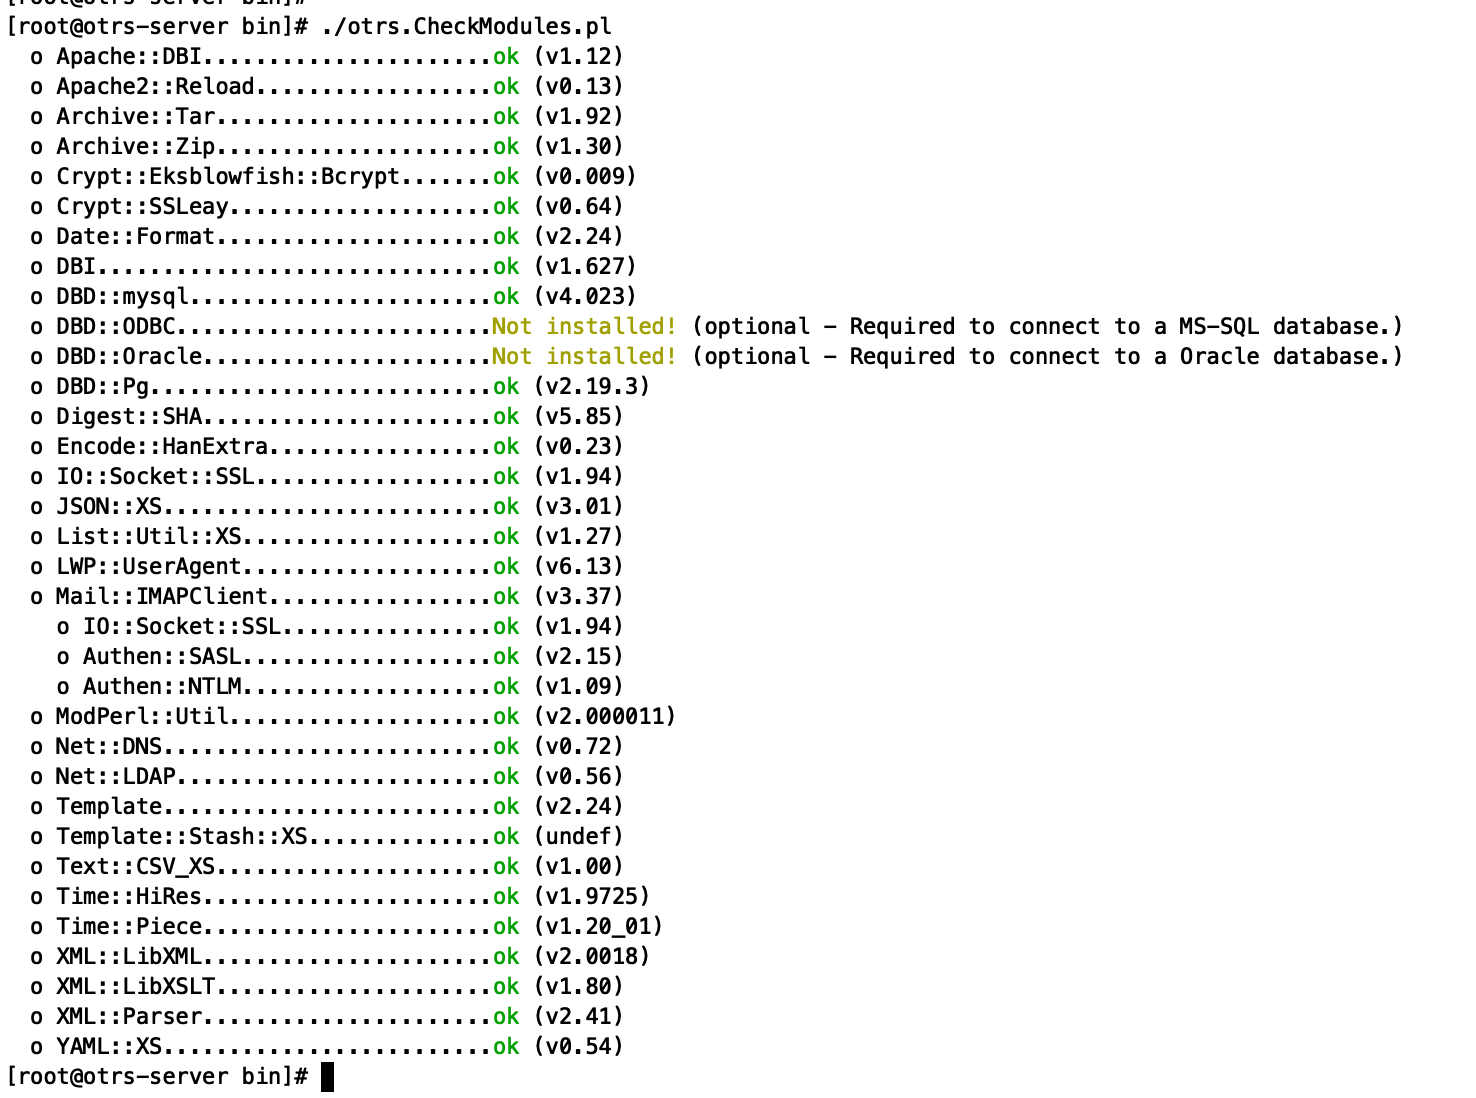 [root@otrs-server bin]#
[root@otrs-server bin]# ./otrs.CheckModules.pl
  o Apache::DBI......................ok (v1.12)
  o Apache2::Reload..................ok (v0.13)
  o Archive::Tar.....................ok (v1.92)
  o Archive::Zip.....................ok (v1.30)
  o Crypt::Eksblowfish::Bcrypt.......ok (v0.009)
  o Crypt::SSLeay....................ok (v0.64)
  o Date::Format.....................ok (v2.24)
  o DBI..............................ok (v1.627)
  o DBD::mysql.......................ok (v4.023)
  o DBD::ODBC........................Not installed! (optional - Required to connect to a MS-SQL database.)
  o DBD::Oracle......................Not installed! (optional - Required to connect to a Oracle database.)
  o DBD::Pg..........................ok (v2.19.3)
  o Digest::SHA......................ok (v5.85)
  o Encode::HanExtra.................ok (v0.23)
  o IO::Socket::SSL..................ok (v1.94)
  o JSON::XS.........................ok (v3.01)
  o List::Util::XS...................ok (v1.27)
  o LWP::UserAgent...................ok (v6.13)
  o Mail::IMAPClient.................ok (v3.37)
    o IO::Socket::SSL................ok (v1.94)
    o Authen::SASL...................ok (v2.15)
    o Authen::NTLM...................ok (v1.09)
  o ModPerl::Util....................ok (v2.000011)
  o Net::DNS.........................ok (v0.72)
  o Net::LDAP........................ok (v0.56)
  o Template.........................ok (v2.24)
  o Template::Stash::XS..............ok (undef)
  o Text::CSV_XS.....................ok (v1.00)
  o Time::HiRes......................ok (v1.9725)
  o Time::Piece......................ok (v1.20_01)
  o XML::LibXML......................ok (v2.0018)
  o XML::LibXSLT.....................ok (v1.80)
  o XML::Parser......................ok (v2.41)
  o YAML::XS.........................ok (v0.54)
[root@otrs-server bin]#